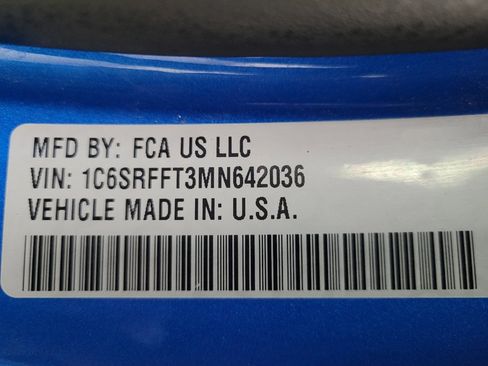 MFD BY: FCA US LLC
VIN: 1C6SRFFT3MN642036
VEHICLE MADE IN: U.S.A.